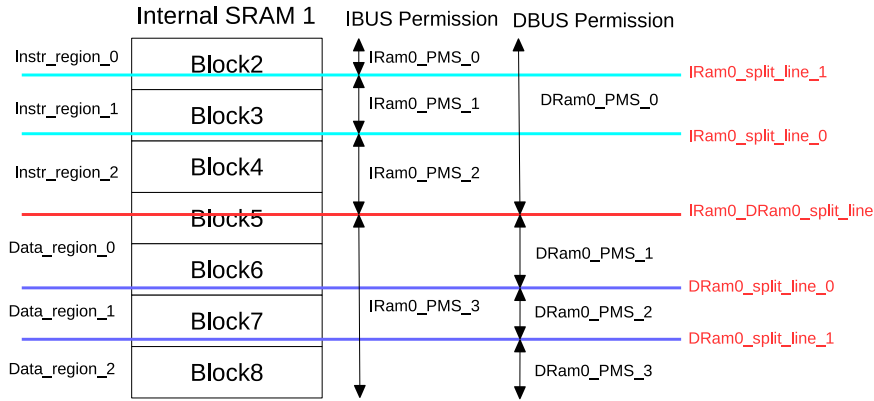 Internal SRAM 1
IBUS Permission
DBUS Permission
Instr_region_0
Block2
IRam0_PMS_0
IRam0_split_line_1
Instr_region_1
Block3
IRam0_PMS_1
DRam0_PMS_0
IRam0_split_line_0
Instr_region_2
Block4
IRam0_PMS_2
Block5
IRam0_DRam0_split_line
Data_region_0
Block6
DRam0_PMS_1
DRam0_split_line_0
Data_region_1
Block7
IRam0_PMS_3
DRam0_PMS_2
DRam0_split_line_1
Data_region_2
Block8
DRam0_PMS_3